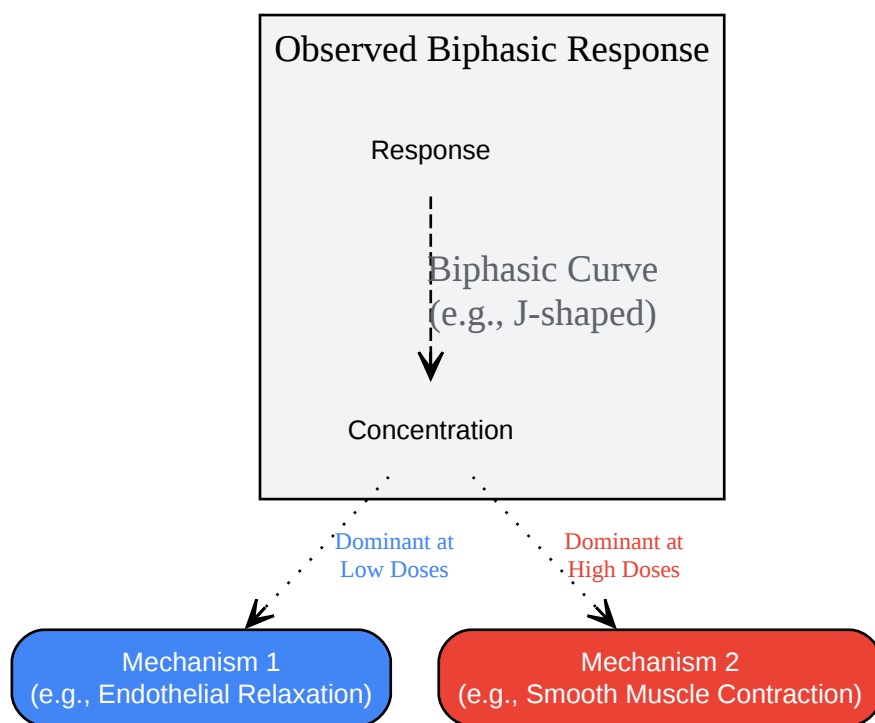 Observed Biphasic Response
Response
Biphasic Curve
(e.g., J-shaped)
Concentration
Dominant at
Low Doses
Dominant at
High Doses
Mechanism 1
(e.g., Endothelial Relaxation)
Mechanism 2
(e.g., Smooth Muscle Contraction)